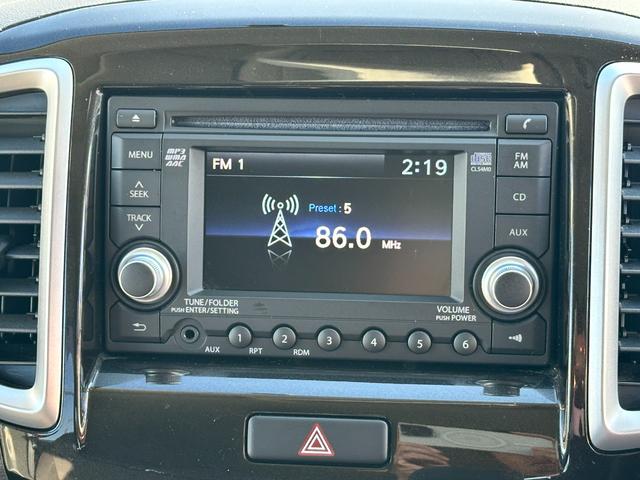 MENU
MP3
WMA
AAC
FM 1
2:19
CLS4M0
FM
AM
SEEK
Preset : 5
CD
TRACK
86.0 MHz
AUX
TUNE/FOLDER
PUSH ENTER/SETTING
VOLUME
PUSH POWER
1 2 3 4 5 6
AUX RPT RDM